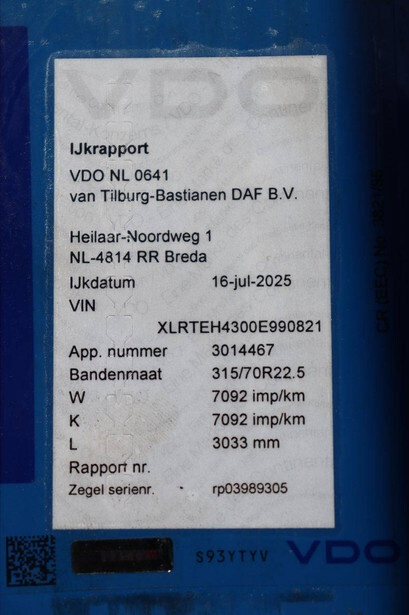 VDO
IJkrapport
VDO NL 0641
van Tilburg-Bastianen DAF B.V.
Heilaar-Noordweg 1
NL-4814 RR Breda
IJkdatum 16-jul-2025
VIN
XLRTEH4300E990821
App. nummer 3014467
Bandenmaat 315/70R22.5
W 7092 imp/km
K 7092 imp/km
L 3033 mm
Rapport nr.
Zegel serienr. rp03989305
S93YTYV VDO